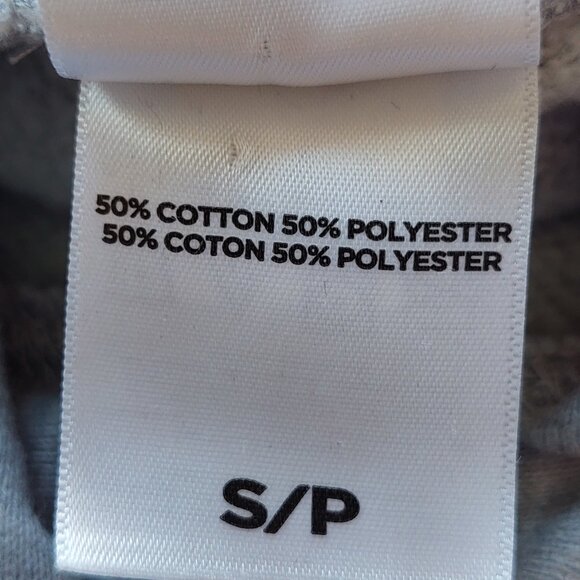 50% COTTON 50% POLYESTER
50% COTON 50% POLYESTER
S/P